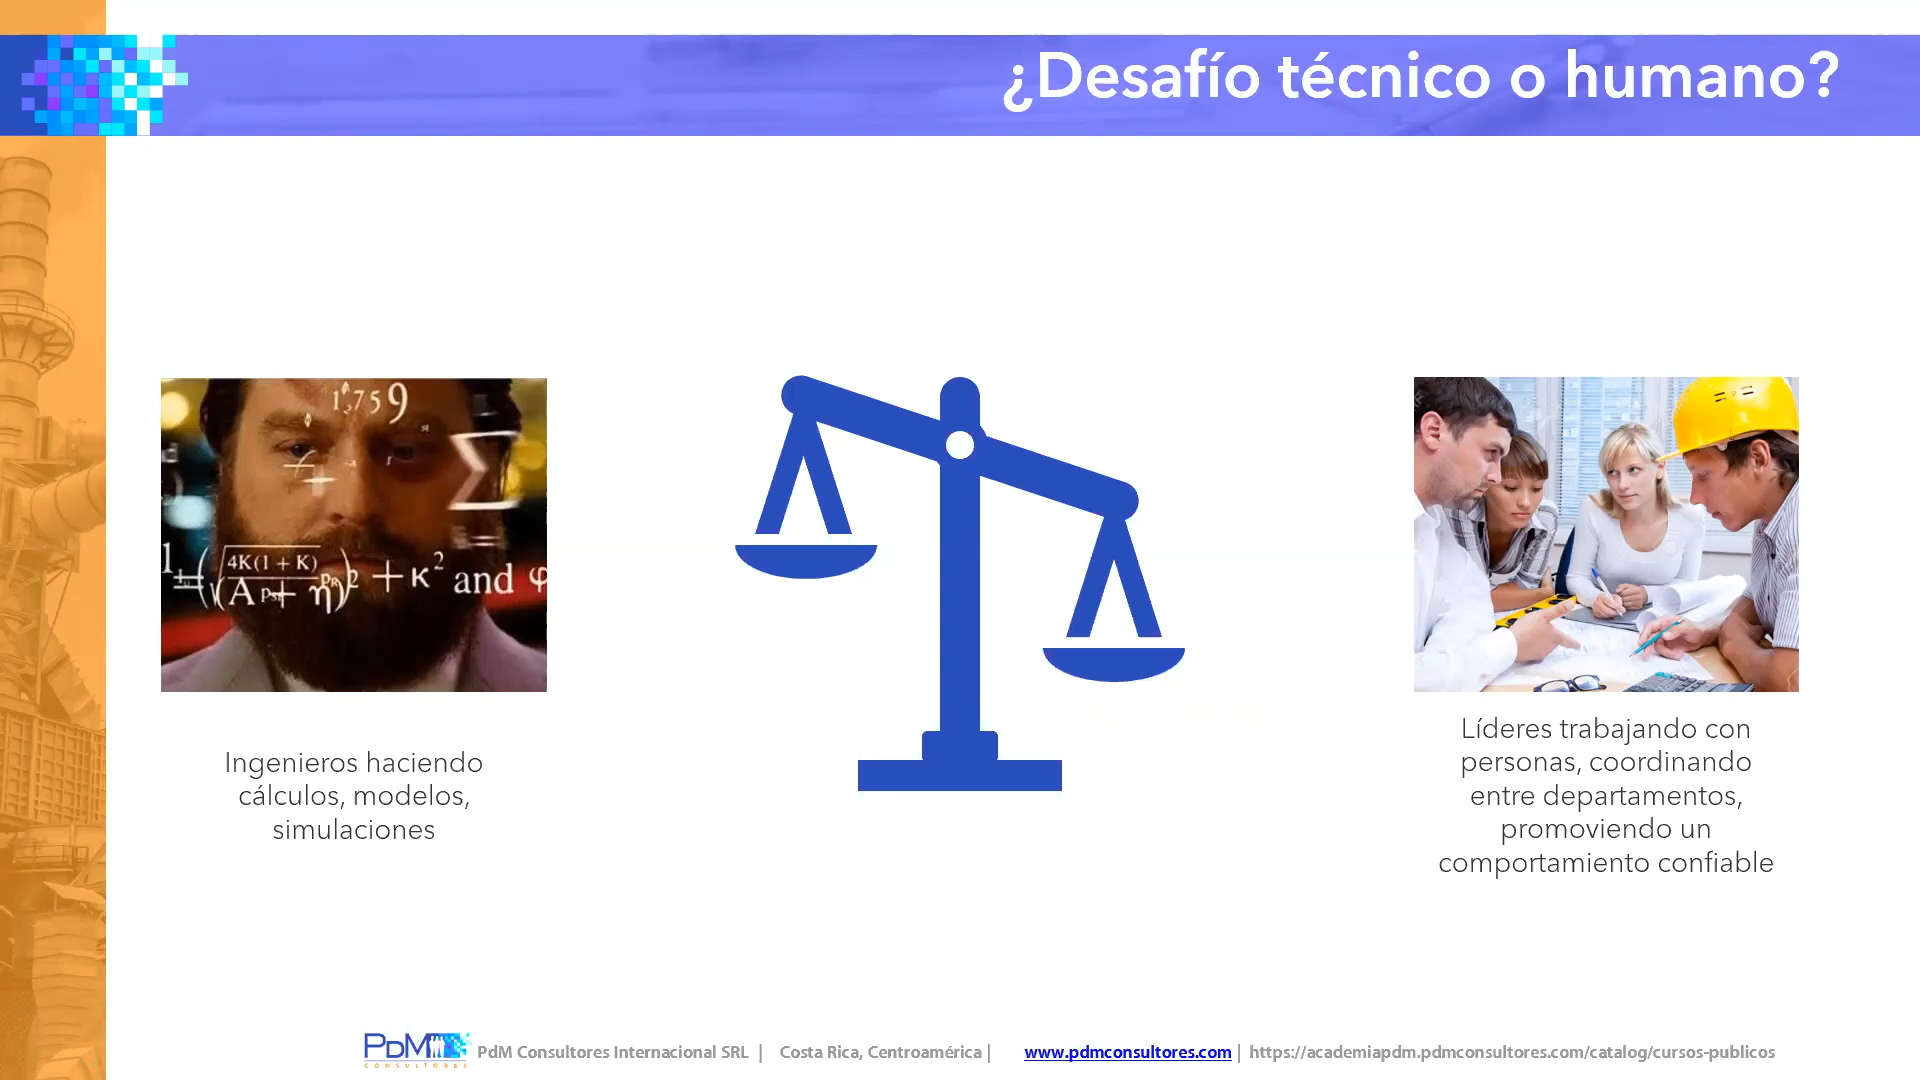 ¿Desafío técnico o humano?
1,759
Σ
4K(1 + K)
A
+ κ² and φ
Ingenieros haciendo
cálculos, modelos,
simulaciones
Líderes trabajando con
personas, coordinando
entre departamentos,
promoviendo un
comportamiento confiable
PDM
CONSULTORES
PdM Consultores Internacional SRL | Costa Rica, Centroamérica | www.pdmconsultores.com | https://academiapdm.pdmconsultores.com/catalog/cursos-publicos